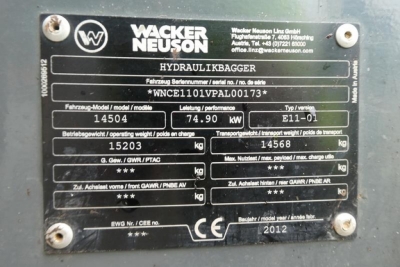 WACKER
NEUSON
Wacker Neuson Linz GmbH
Flughafenstraße 7, 4063 Hörsching
Austria, Tel. +43 (0)7221 63000
office.linz@wackerneuson.com
Made in Austria
1000289912
HYDRAULIKBAGGER
Fahrzeug Seriennummer / serial nr. / no. de série
*WNCE1101VPAL00173*
Fahrzeug-Model / model / modèle
Leistung / performance
Typ / version
14504
74.90 kW
E11-01
Betriebsgewicht / operating weight / poids en charge
Transportgewicht / transport weight / poids de transport
15203 kg
14568 kg
G. Gew. / GWR / PTAC
Max. Nutzlast / max. payload / max. charge utile
*** kg
*** kg
Zul. Achslast vorne / front GAWR / PNBE AV
Zul. Achslast hinten / rear GAWR / PNBE AR
*** kg
*** kg
EWG Nr. / CEE no.
Baujahr / model year / année fabr.
***
CE
2012